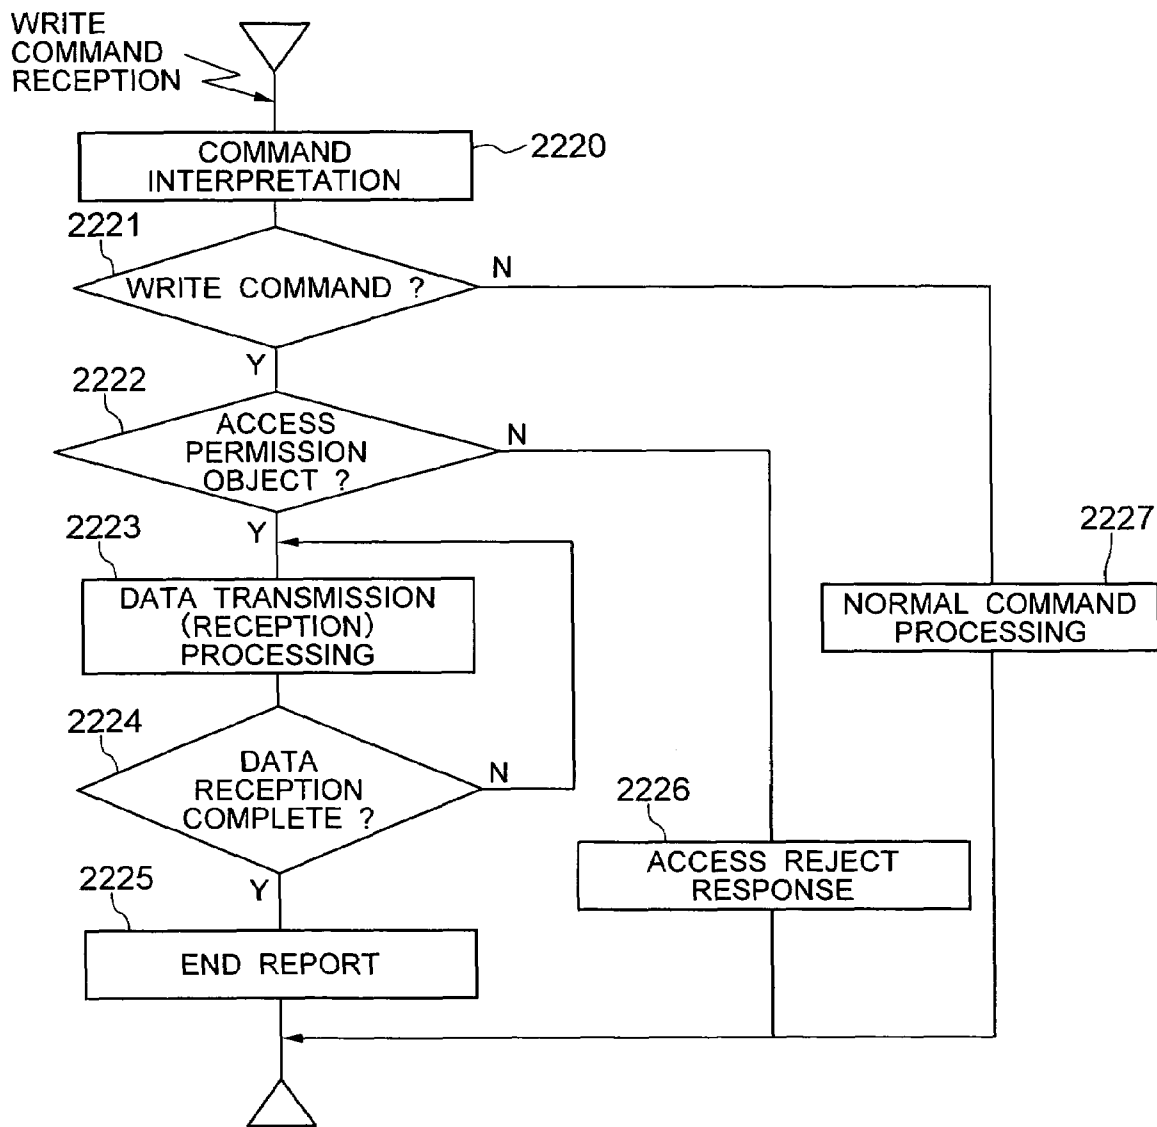 WRITE
COMMAND
RECEPTION
COMMAND
INTERPRETATION
2220
2221
WRITE COMMAND ?
N
Y
2222
ACCESS
PERMISSION
OBJECT ?
N
Y
2223
DATA TRANSMISSION
(RECEPTION)
PROCESSING
2227
NORMAL COMMAND
PROCESSING
2224
DATA
RECEPTION
COMPLETE ?
N
Y
2226
ACCESS REJECT
RESPONSE
2225
END REPORT